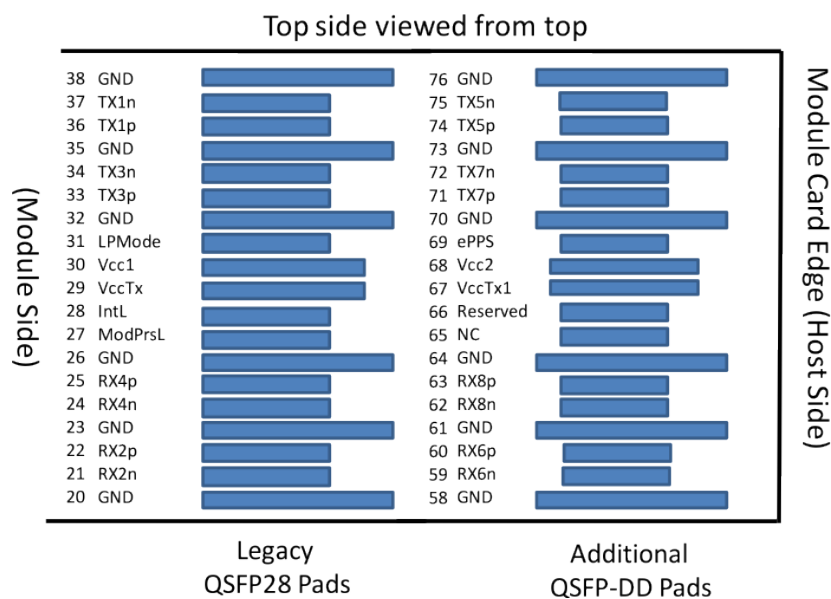 Top side viewed from top
38 GND 76 GND
37 TX1n 75 TX5n
36 TX1p 74 TX5p
35 GND 73 GND
34 TX3n 72 TX7n
33 TX3p 71 TX7p
32 GND 70 GND
31 LPMode 69 ePPS
30 Vcc1 68 Vcc2
29 VccTx 67 VccTx1
28 IntL 66 Reserved
27 ModPrsL 65 NC
26 GND 64 GND
25 RX4p 63 RX8p
24 RX4n 62 RX8n
23 GND 61 GND
22 RX2p 60 RX6p
21 RX2n 59 RX6n
20 GND 58 GND
(Module Side)
Module Card Edge (Host Side)
Legacy
QSFP28 Pads
Additional
QSFP-DD Pads